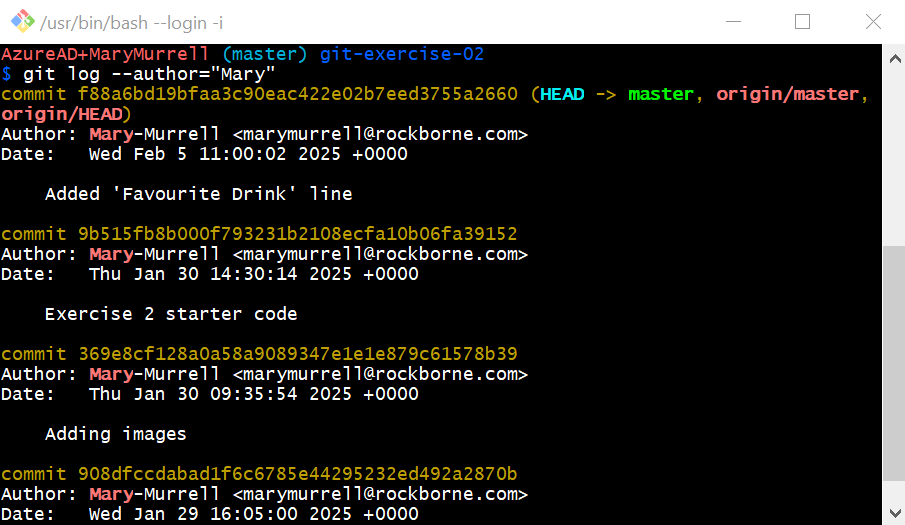 /usr/bin/bash --login -i
AzureAD+MaryMurrell (master) git-exercise-02
$ git log --author="Mary"
commit f88a6bd19bfaa3c90eac422e02b7eed3755a2660 (HEAD -> master, origin/master,
origin/HEAD)
Author: Mary-Murrell <marymurrell@rockborne.com>
Date:   Wed Feb 5 11:00:02 2025 +0000
    Added 'Favourite Drink' line
commit 9b515fb8b000f793231b2108ecfa10b06fa39152
Author: Mary-Murrell <marymurrell@rockborne.com>
Date:   Thu Jan 30 14:30:14 2025 +0000
    Exercise 2 starter code
commit 369e8cf128a0a58a9089347e1e1e879c61578b39
Author: Mary-Murrell <marymurrell@rockborne.com>
Date:   Thu Jan 30 09:35:54 2025 +0000
    Adding images
commit 908dfccdabad1f6c6785e44295232ed492a2870b
Author: Mary-Murrell <marymurrell@rockborne.com>
Date:   Wed Jan 29 16:05:00 2025 +0000